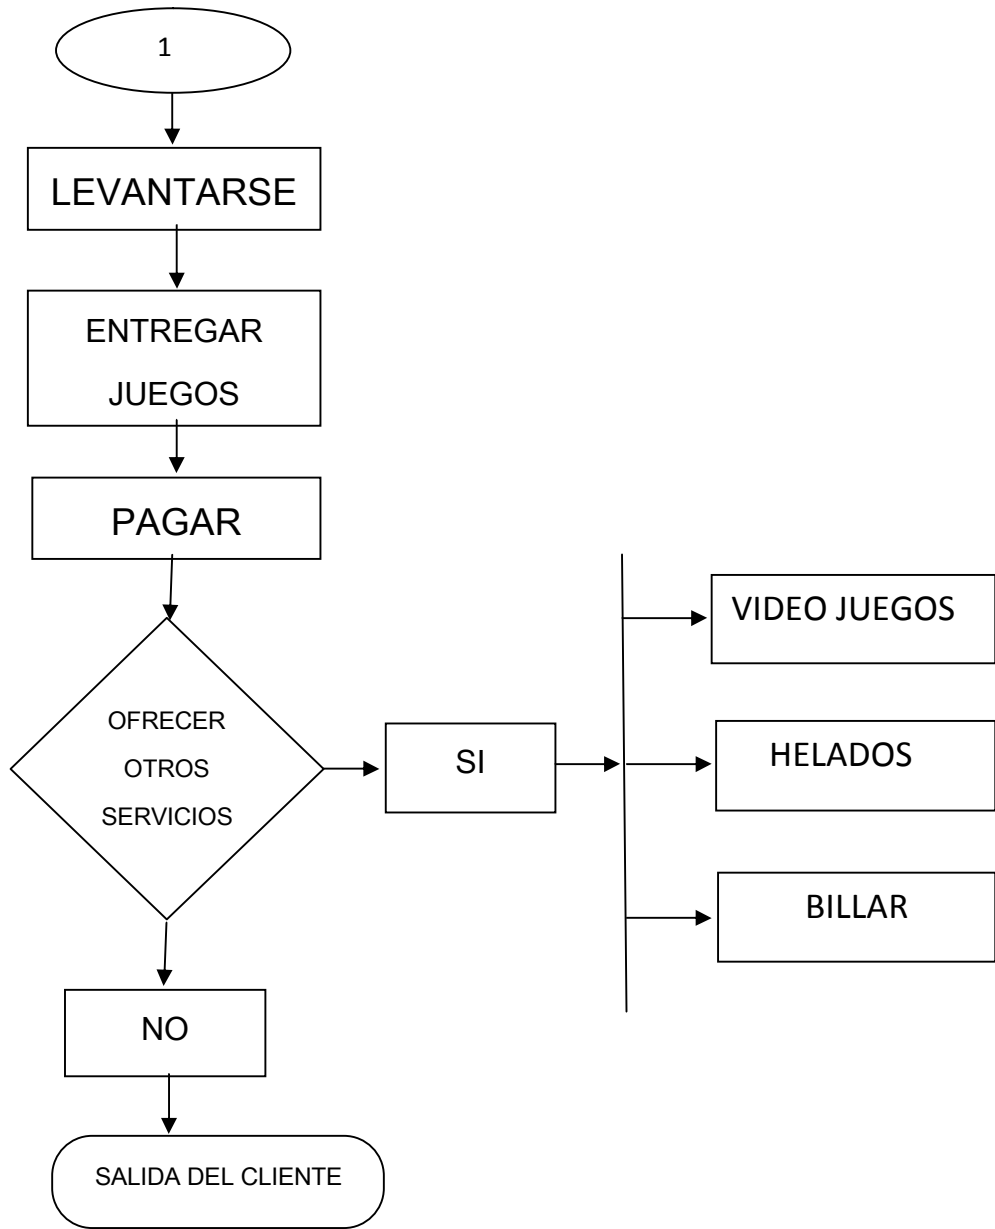 1
LEVANTARSE
ENTREGAR
JUEGOS
PAGAR
OFRECER
OTROS
SERVICIOS
SI
VIDEO JUEGOS
HELADOS
BILLAR
NO
SALIDA DEL CLIENTE